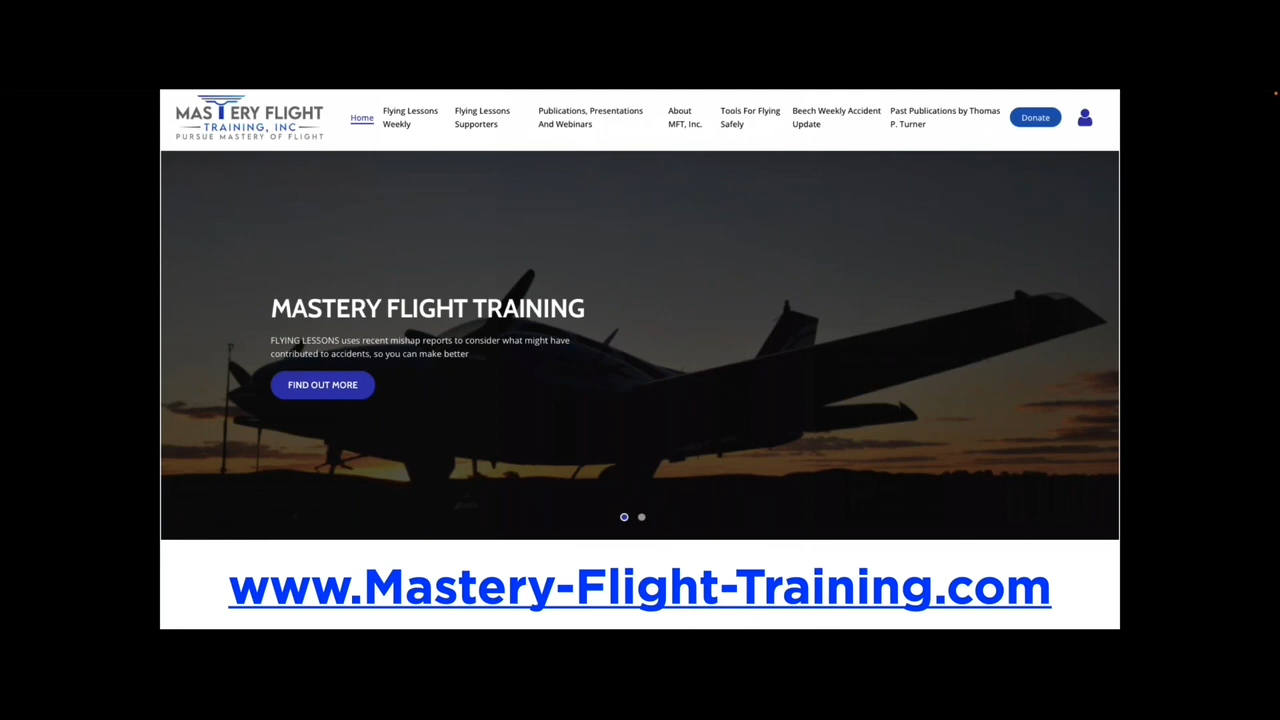 MASTERY FLIGHT
TRAINING, INC
PURSUE MASTERY OF FLIGHT
Home
Flying Lessons
Weekly
Flying Lessons
Supporters
Publications, Presentations
And Webinars
About
MFT, Inc.
Tools For Flying
Safely
Beech Weekly Accident
Update
Past Publications by Thomas
P. Turner
Donate
MASTERY FLIGHT TRAINING
FLYING LESSONS uses recent mishap reports to consider what might have
contributed to accidents, so you can make better
FIND OUT MORE
www.Mastery-Flight-Training.com